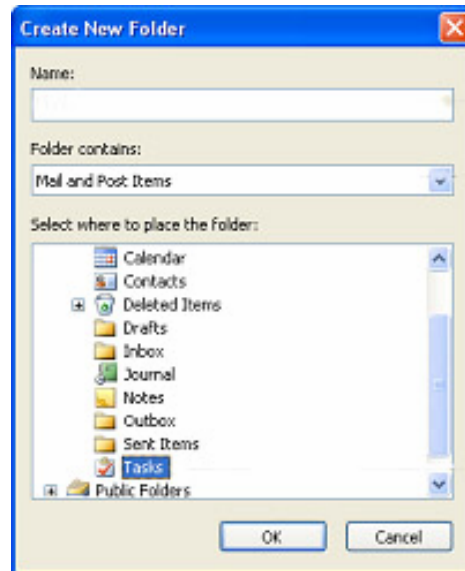 Create New Folder
Name:
Folder contains:
Mail and Post Items
Select where to place the folder:
Calendar
Contacts
Deleted Items
Drafts
Inbox
Journal
Notes
Outbox
Sent Items
Tasks
Public Folders
OK Cancel